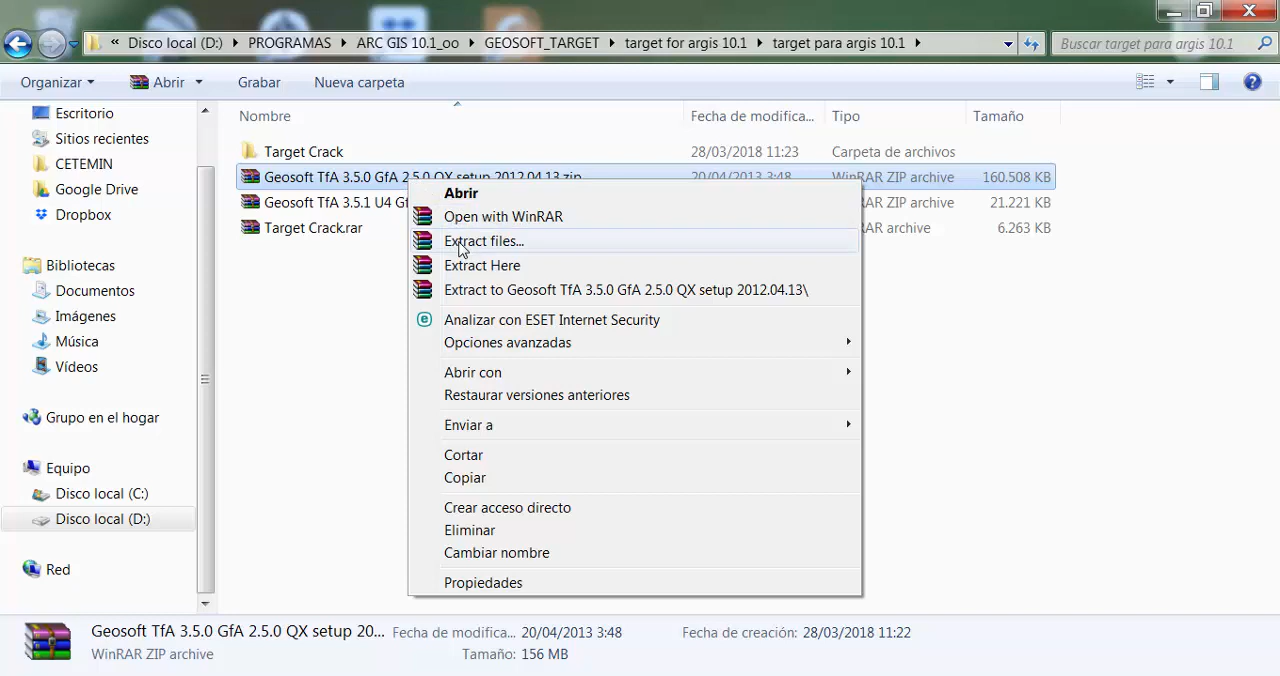 « Disco local (D:) ▸ PROGRAMAS ▸ ARC GIS 10.1_oo ▸ GEOSOFT_TARGET ▸ target for argis 10.1 ▸ target para argis 10.1 ▸
Buscar target para argis 10.1
Organizar Abrir Grabar Nueva carpeta
Nombre Fecha de modifica... Tipo Tamaño
Target Crack 28/03/2018 11:23 Carpeta de archivos
Geosoft TfA 3.5.0 GfA 2.5.0 QX setup 2012.04.13.zip 20/04/2013 3:48 WinRAR ZIP archive 160.508 KB
Geosoft TfA 3.5.1 U4 Gf WinRAR ZIP archive 21.221 KB
Target Crack.rar archive 6.263 KB
Escritorio
Sitios recientes
CETEMIN
Google Drive
Dropbox
Bibliotecas
Documentos
Imágenes
Música
Vídeos
Grupo en el hogar
Equipo
Disco local (C:)
Disco local (D:)
Red
Abrir
Open with WinRAR
Extract files...
Extract Here
Extract to Geosoft TfA 3.5.0 GfA 2.5.0 QX setup 2012.04.13\
Analizar con ESET Internet Security
Opciones avanzadas
Abrir con
Restaurar versiones anteriores
Enviar a
Cortar
Copiar
Crear acceso directo
Eliminar
Cambiar nombre
Propiedades
Geosoft TfA 3.5.0 GfA 2.5.0 QX setup 20... Fecha de modifica... 20/04/2013 3:48 Fecha de creación: 28/03/2018 11:22
WinRAR ZIP archive Tamaño: 156 MB